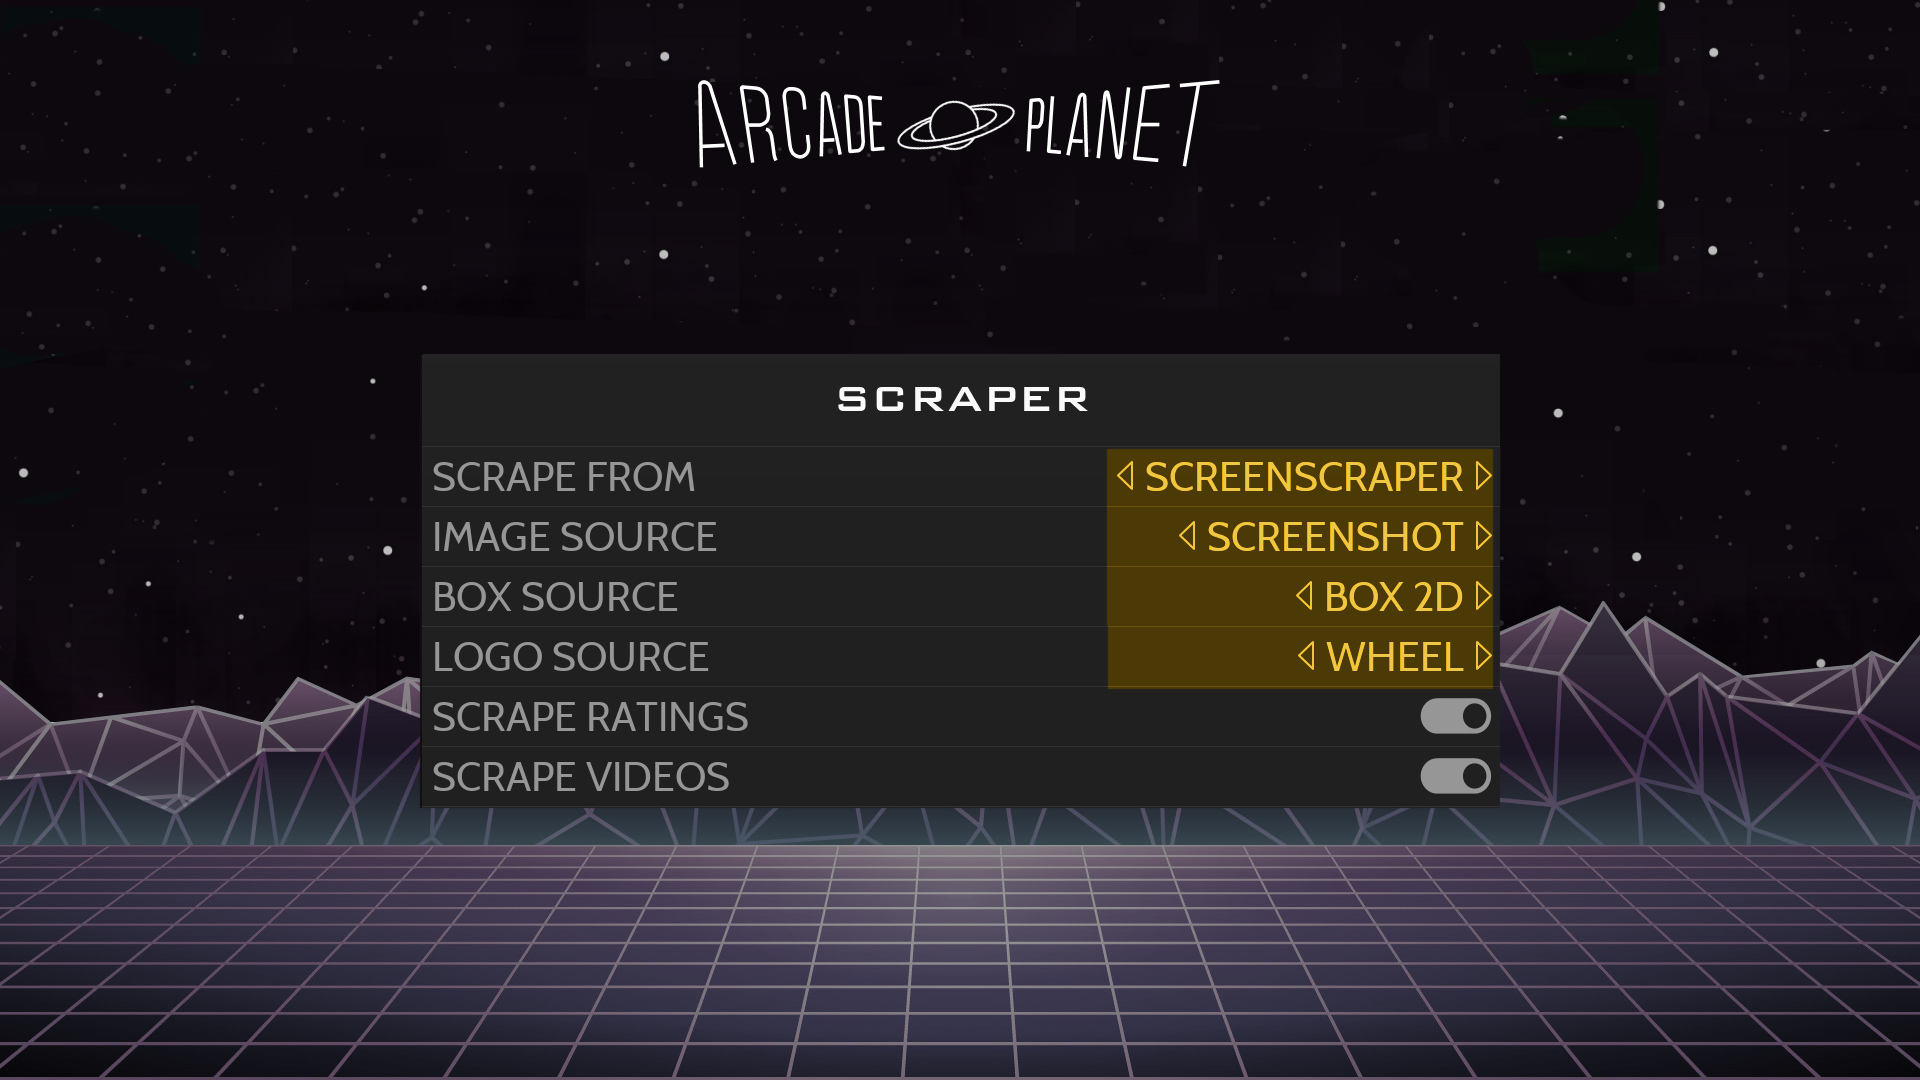 ARCADE PLANET
SCRAPER
SCRAPE FROM SCREENSCRAPER
IMAGE SOURCE SCREENSHOT
BOX SOURCE BOX 2D
LOGO SOURCE WHEEL
SCRAPE RATINGS
SCRAPE VIDEOS